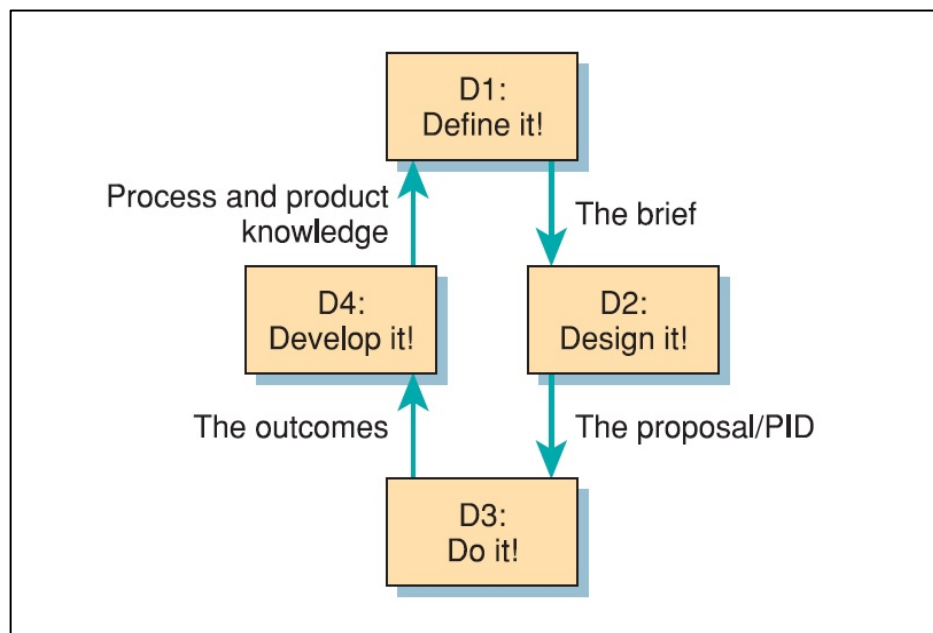 D1:
Define it!
Process and product
knowledge
The brief
D4:
Develop it!
D2:
Design it!
The outcomes
The proposal/PID
D3:
Do it!